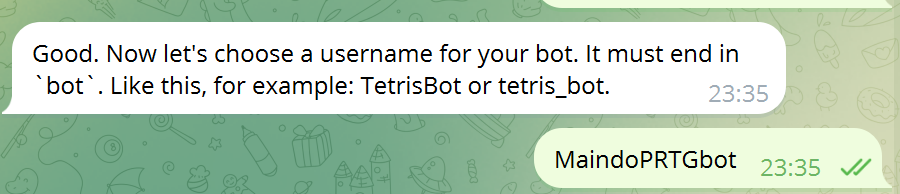 Good. Now let's choose a username for your bot. It must end in
`bot`. Like this, for example: TetrisBot or tetris_bot.
23:35
MaindoPRTGbot
23:35